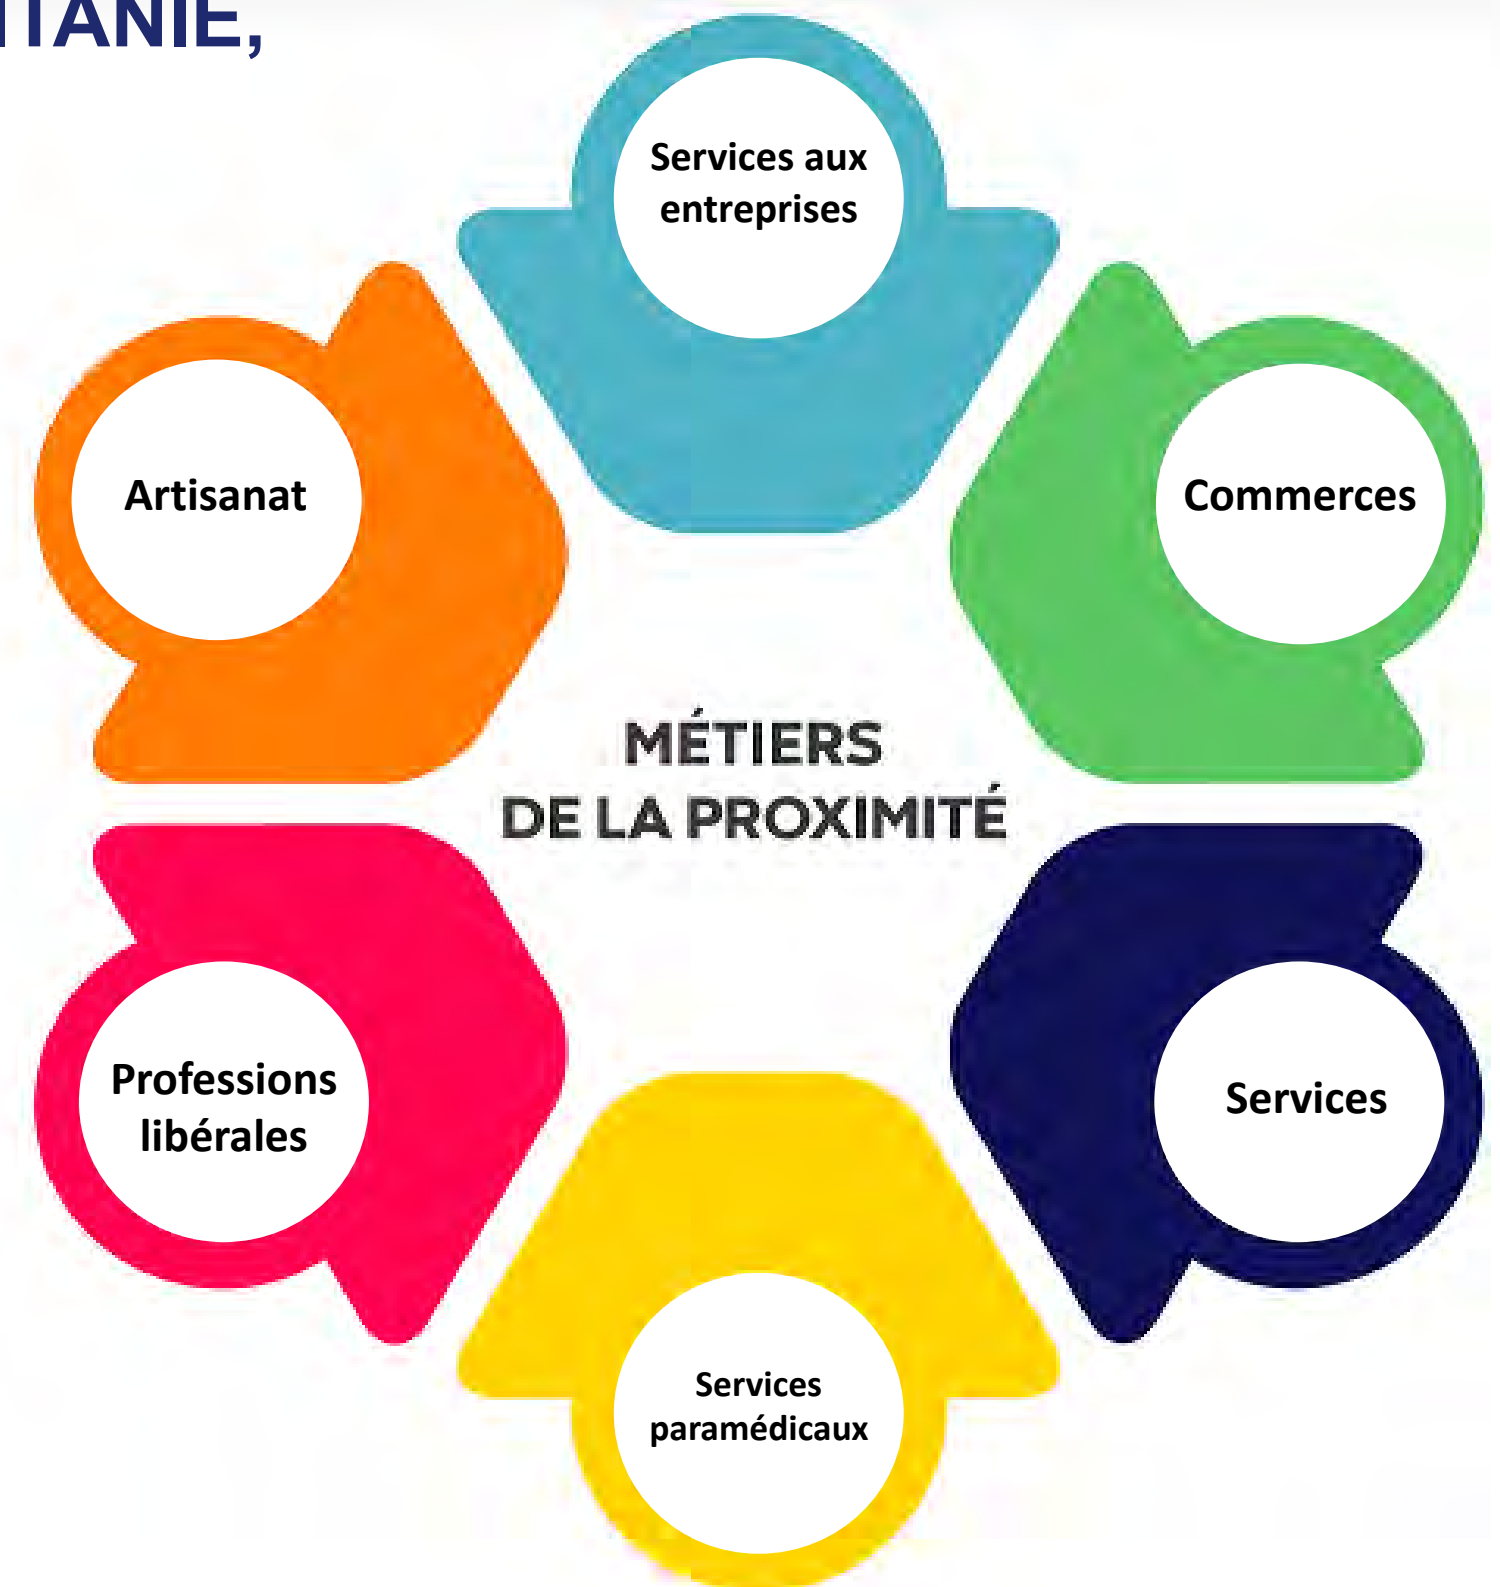 ITANIE,
Services aux
entreprises
Artisanat
Commerces
MÉTIERS
DE LA PROXIMITÉ
Professions
libérales
Services
Services
paramédicaux